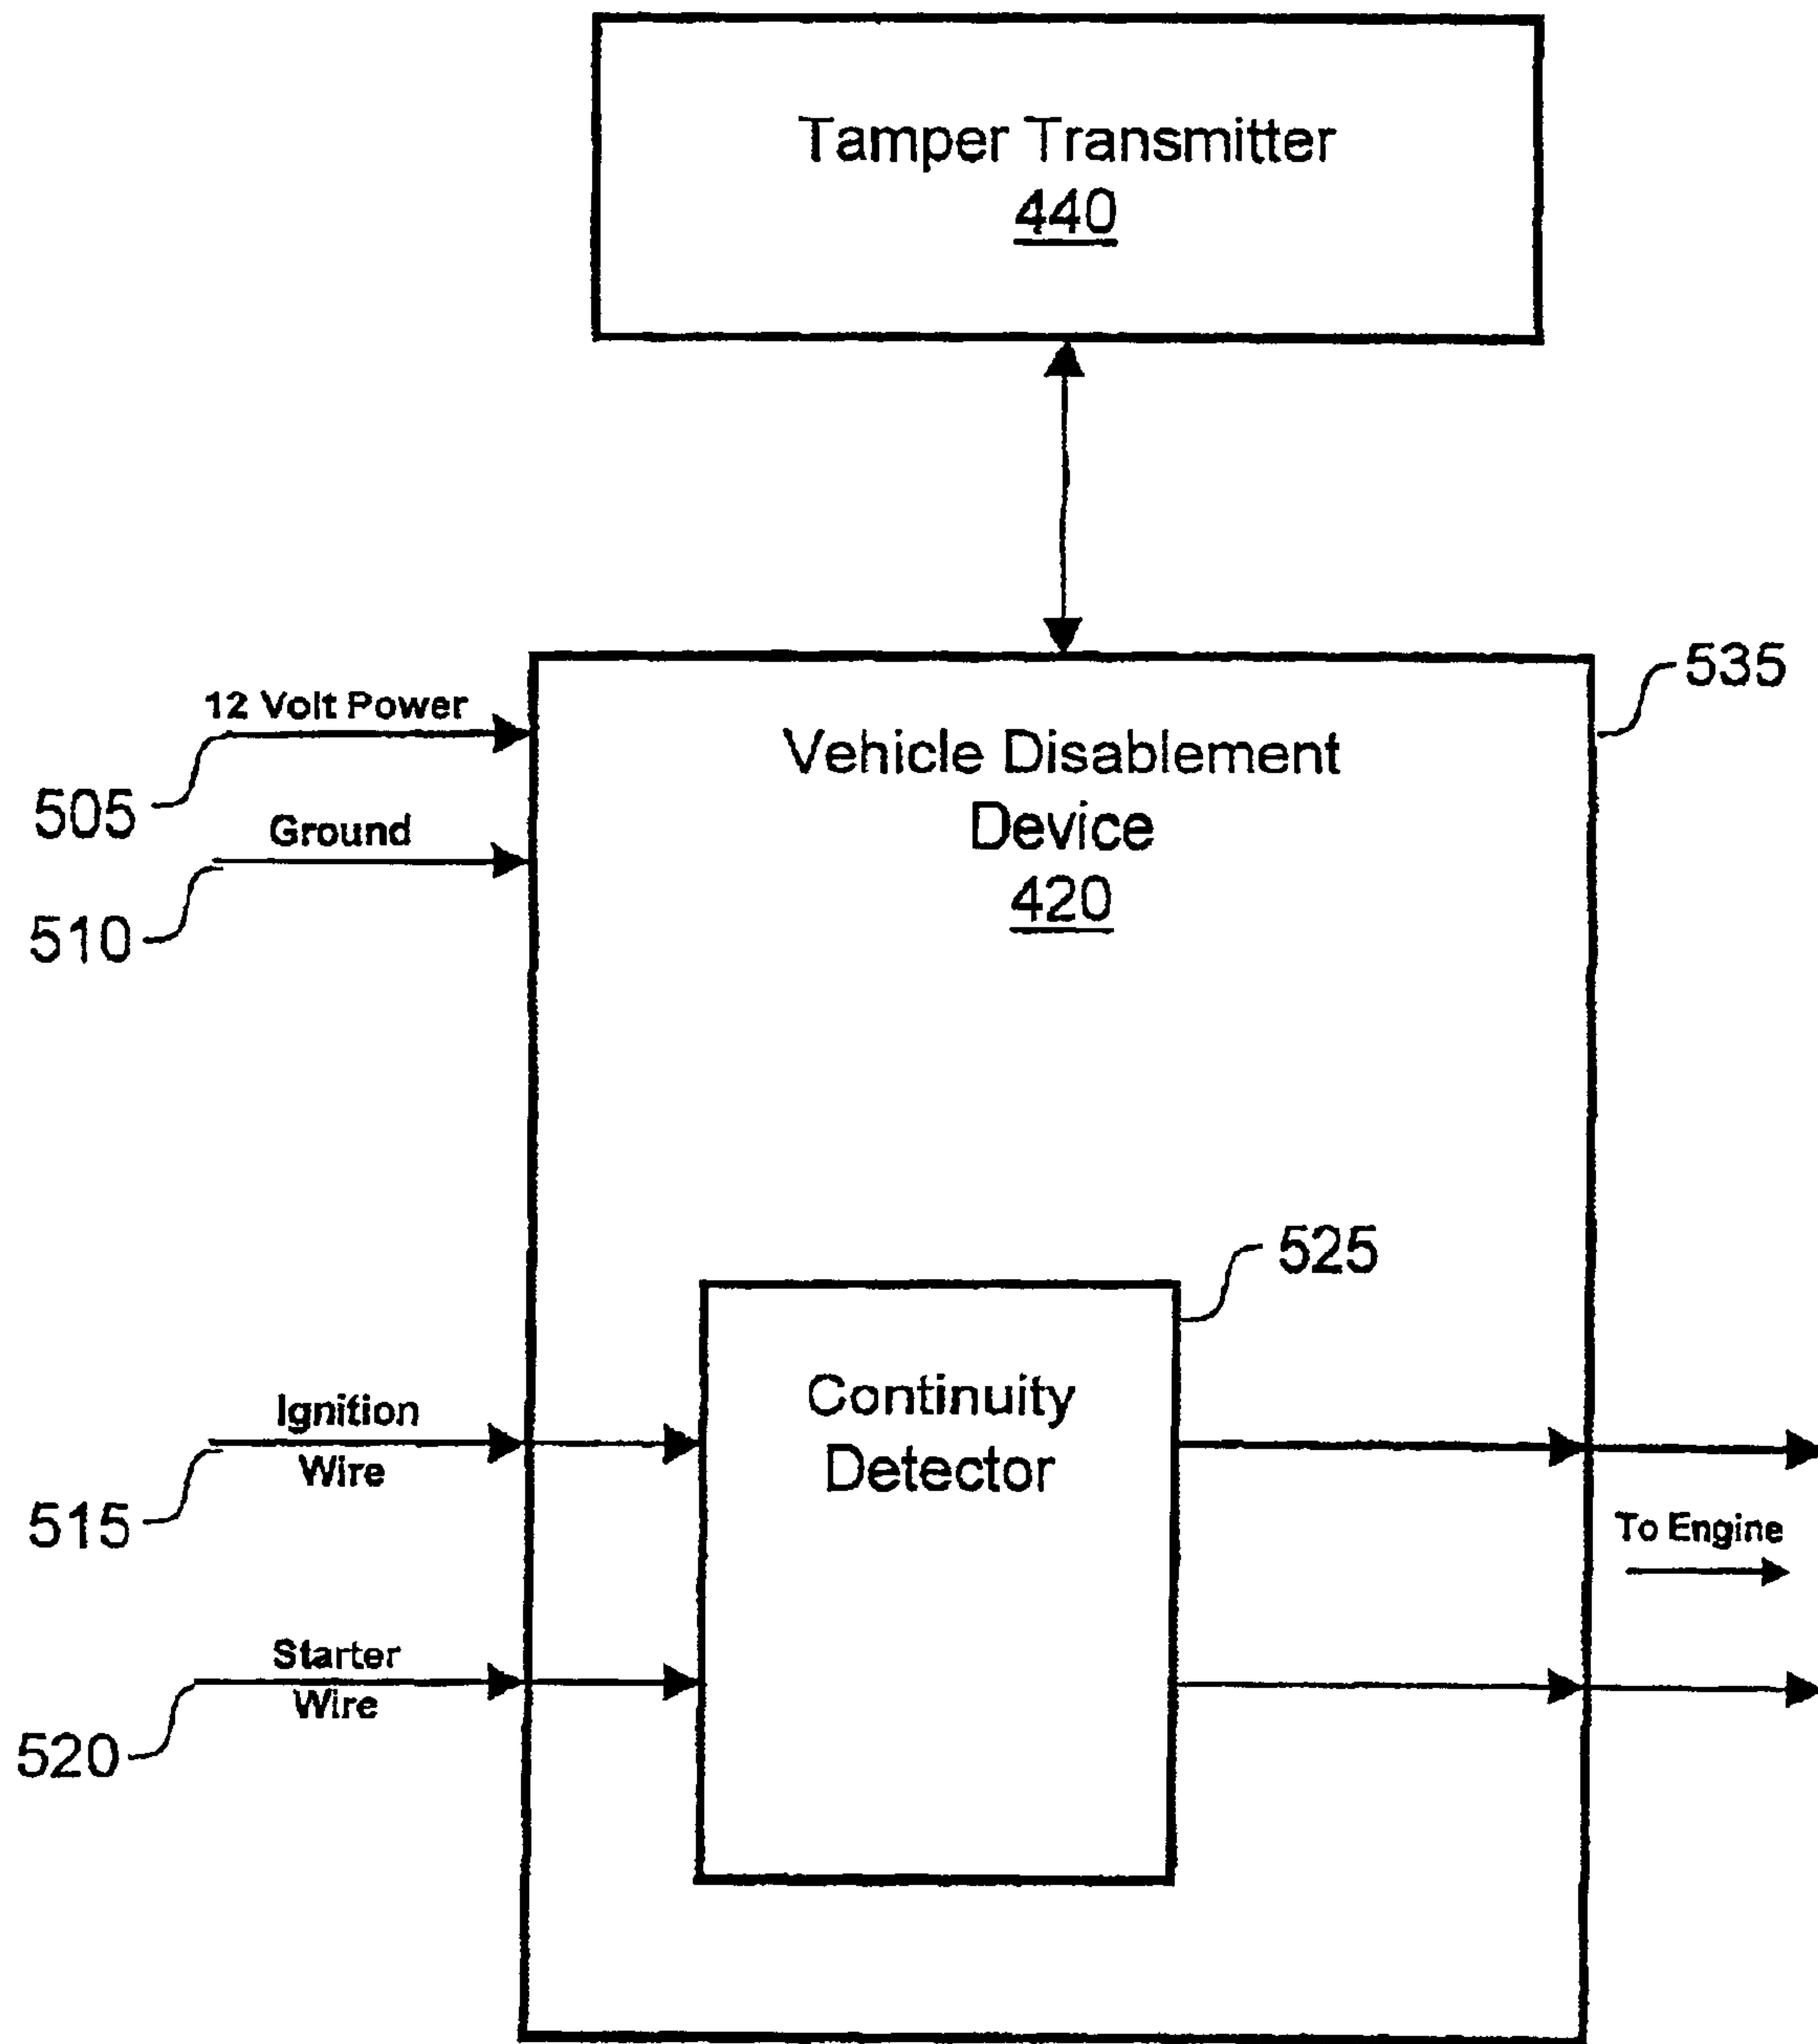 Tamper Transmitter
440
535
12 Volt Power
505
Vehicle Disablement
Device
420
Ground
510
525
Continuity
Detector
Ignition
Wire
515
To Engine
Starter
Wire
520